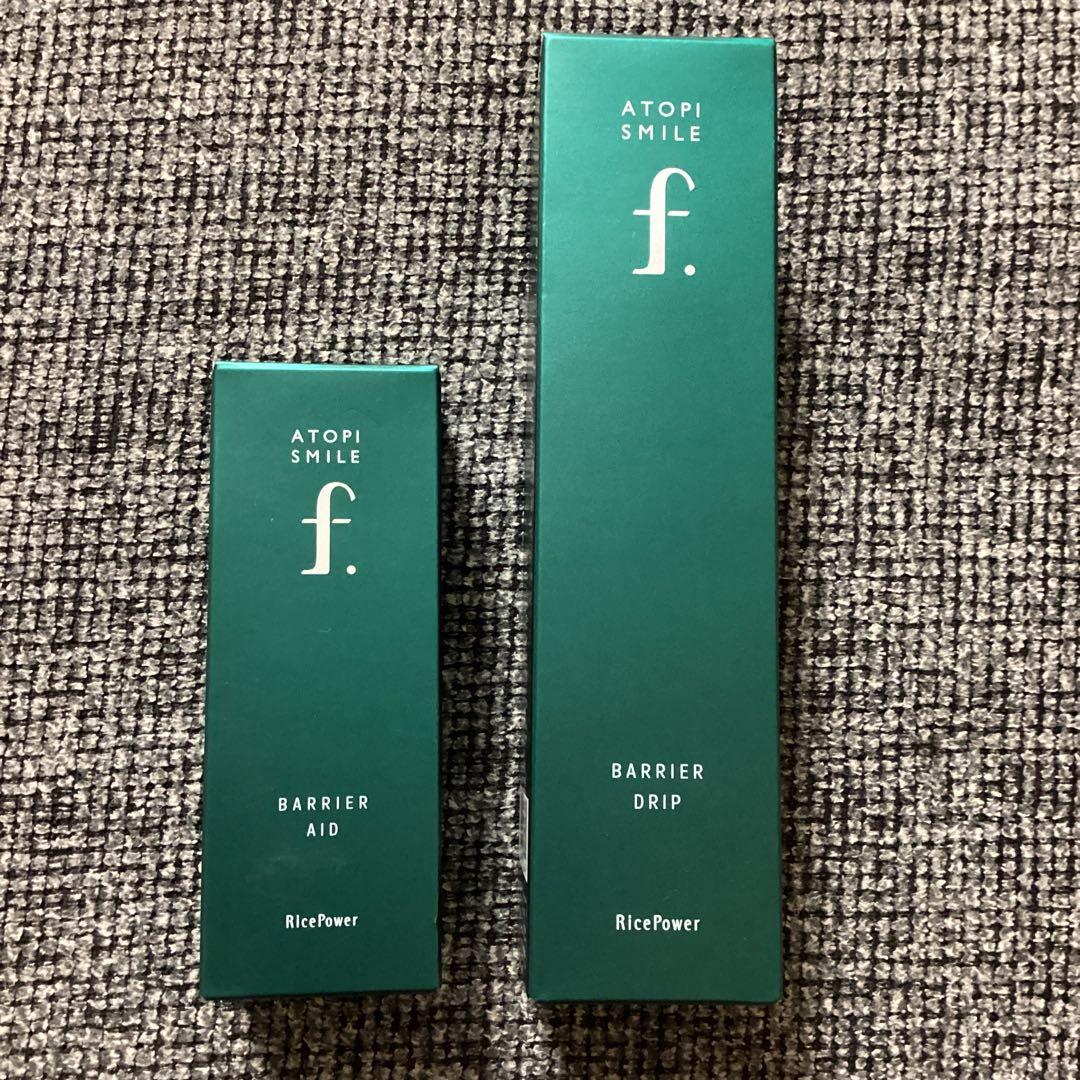 ATOPI
SMILE
f.
BARRIER
AID
RicePower
ATOPI
SMILE
f.
BARRIER
DRIP
RicePower